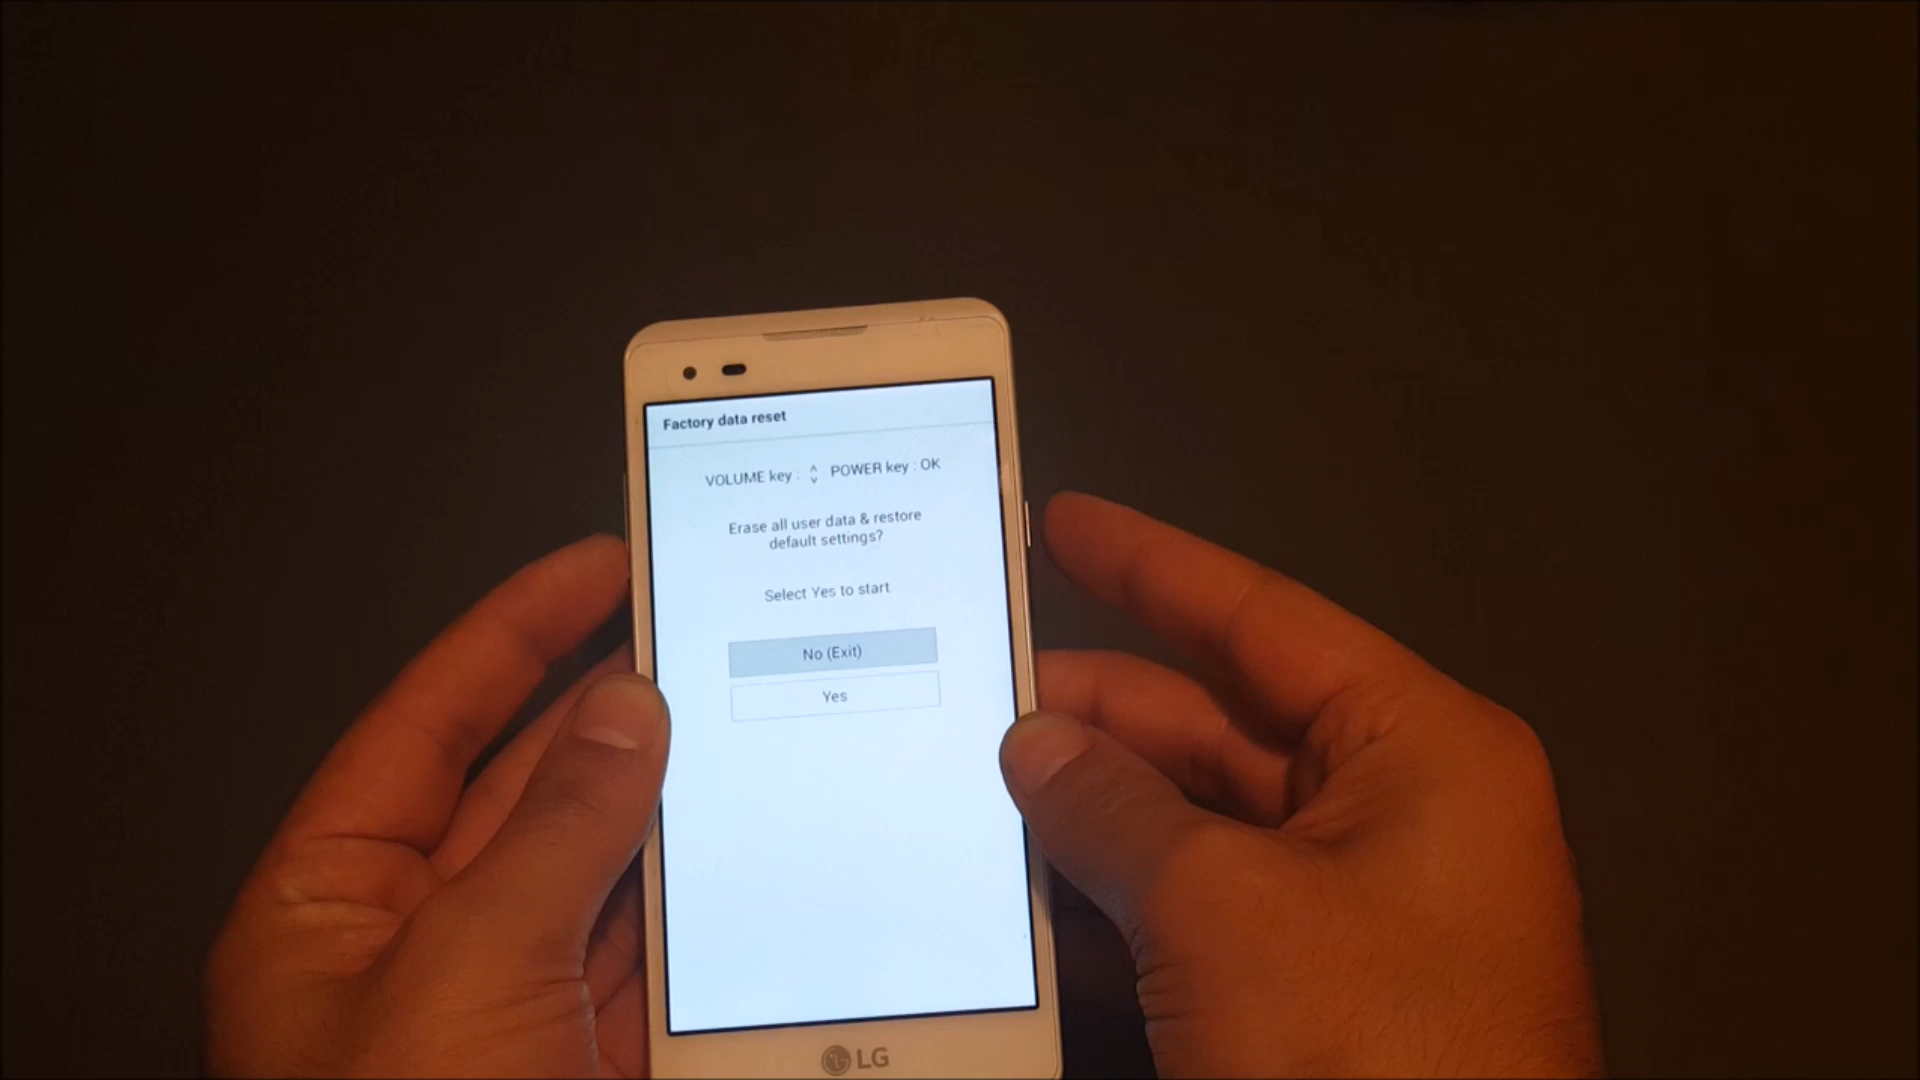 Factory data reset
VOLUME key : POWER key : OK
Erase all user data & restore
default settings?
Select Yes to start.
No (Exit)
Yes
LG